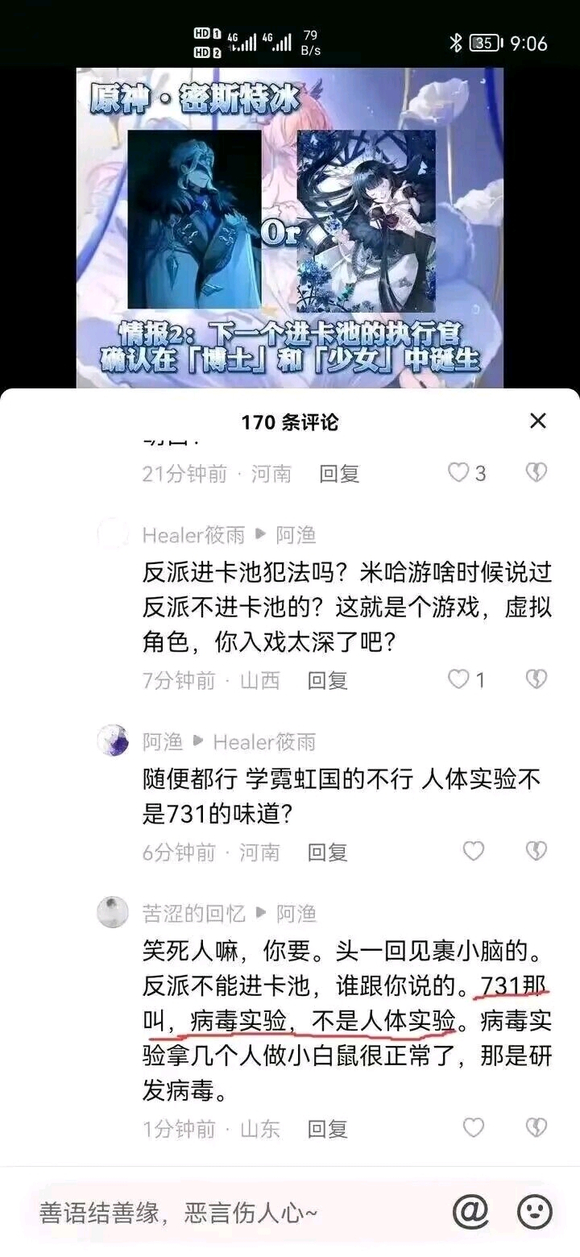 HD 1 4G 4G 79
HD 2 B/s
35 9:06
原神·密斯特冰
Or
情报2：下一个进卡池的执行官
确认在「博士」和「少女」中诞生
170 条评论
21分钟前 · 河南 回复 3
Healer筱雨 ▶ 阿渔
反派进卡池犯法吗？米哈游啥时候说过
反派不进卡池的？这就是个游戏，虚拟
角色，你入戏太深了吧？
7分钟前 · 山西 回复 1
阿渔 ▶ Healer筱雨
随便都行 学霓虹国的不行 人体实验不
是731的味道？
6分钟前 · 河南 回复
苦涩的回忆 ▶ 阿渔
笑死人嘛，你要。头一回见裹小脑的。
反派不能进卡池，谁跟你说的。731那
叫，病毒实验，不是人体实验。病毒实
验拿几个人做小白鼠很正常了，那是研
发病毒。
1分钟前 · 山东 回复
善语结善缘，恶言伤人心~
@